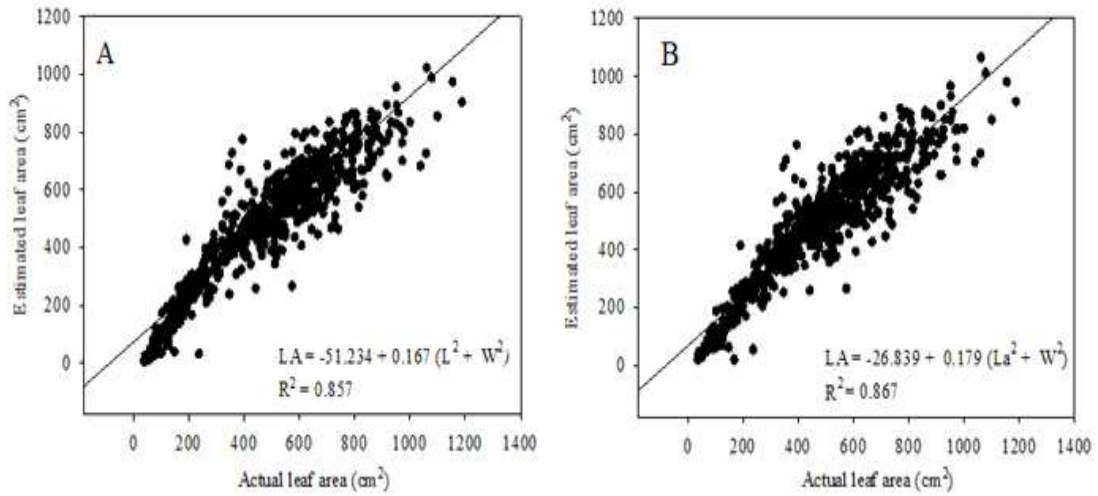 A
1200
1000
800
600
400
200
0
Estimated leaf area (cm²)
LA = -51.234 + 0.167 (L² + W²)
R² = 0.857
0 200 400 600 800 1000 1200 1400
Actual leaf area (cm²)
B
1200
1000
800
600
400
200
0
Estimated leaf area (cm²)
LA = -26.839 + 0.179 (La² + W²)
R² = 0.867
0 200 400 600 800 1000 1200 1400
Actual leaf area (cm²)